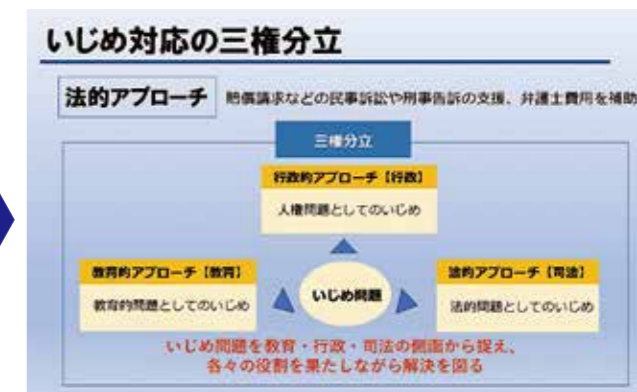 いじめ対応の三権分立
法的アプローチ 賠償請求などの民事訴訟や刑事告訴の支援、弁護士費用を補助
三権分立
行政的アプローチ【行政】
人権問題としてのいじめ
教育的アプローチ【教育】
教育的問題としてのいじめ
いじめ問題
法的アプローチ【司法】
法的問題としてのいじめ
いじめ問題を教育・行政・司法の側面から捉え、
各々の役割を果たしながら解決を図る